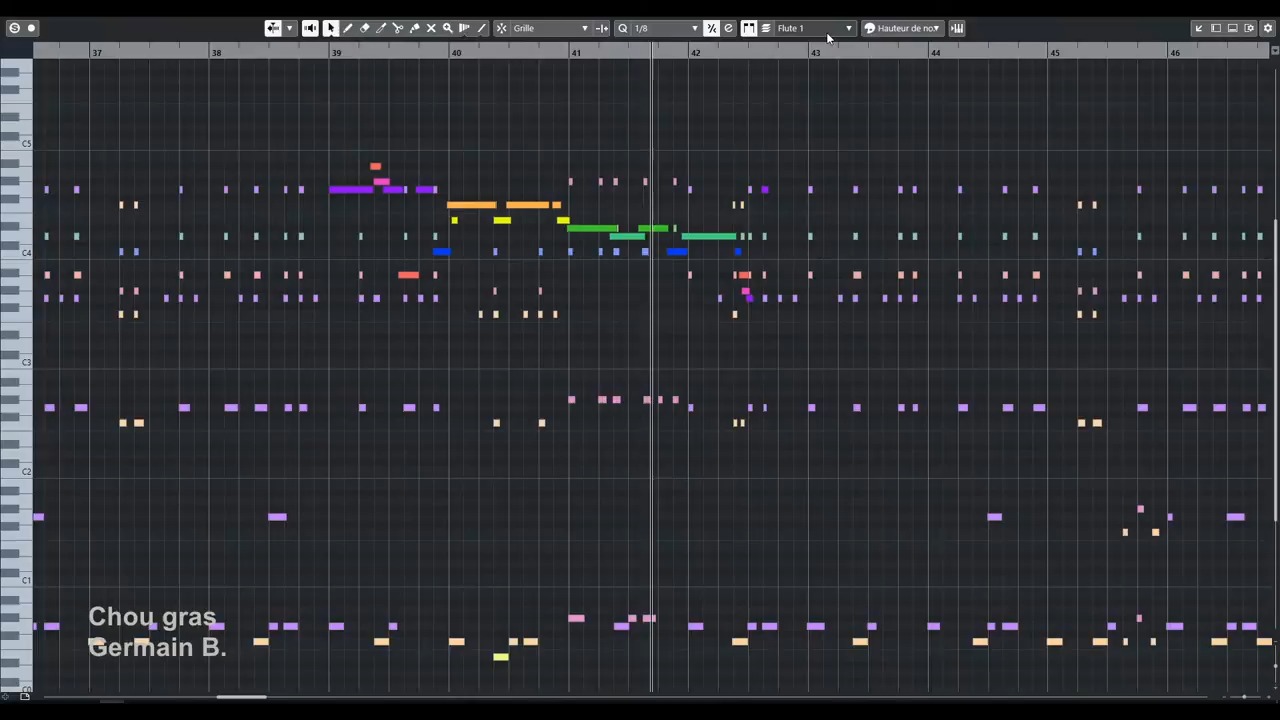 Grille Q 1/8 Flute 1 Hauteur de no
37 38 39 40 41 42 43 44 45 46
C5
C4
C3
C2
C1
C0
Chou gras
Germain B.